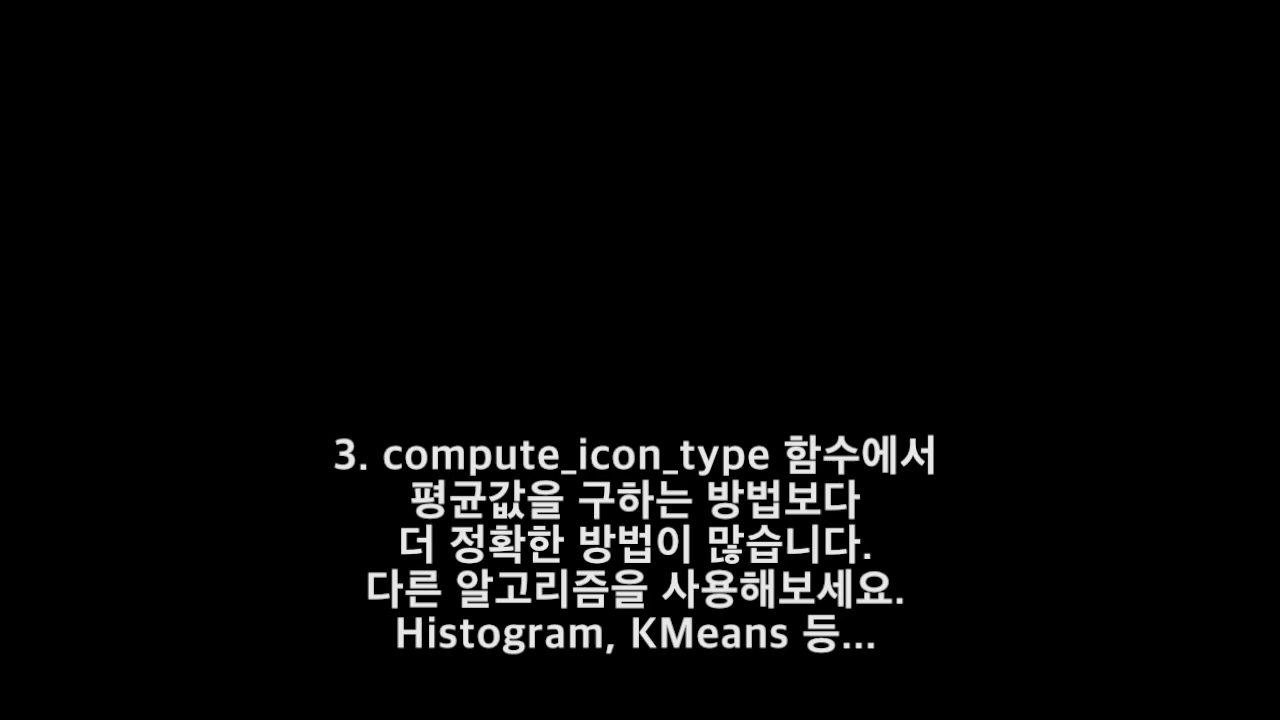 3. compute_icon_type 함수에서
평균값을 구하는 방법보다
더 정확한 방법이 많습니다.
다른 알고리즘을 사용해보세요.
Histogram, KMeans 등...